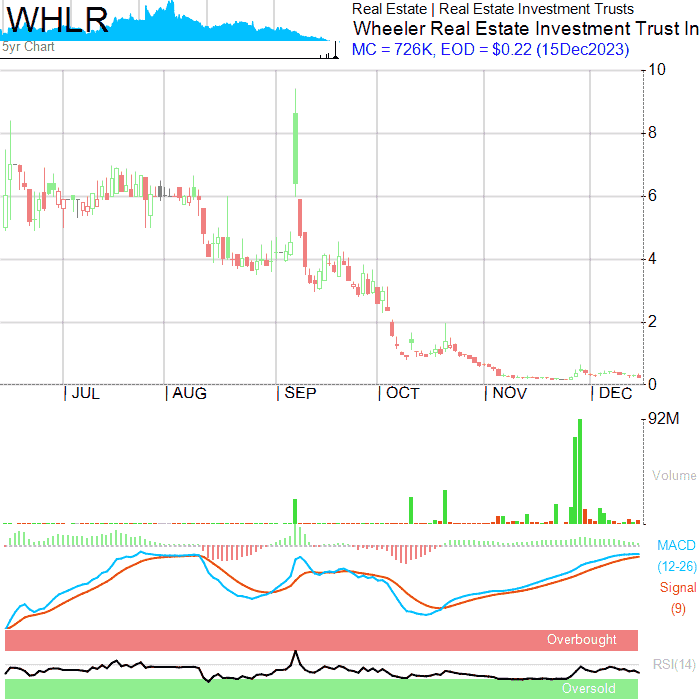 WHLR
5yr Chart
Real Estate | Real Estate Investment Trusts
Wheeler Real Estate Investment Trust In
MC = 726K, EOD = $0.22 (15Dec2023)
10
8
6
4
2
0
JUL AUG SEP OCT NOV DEC
92M
Volume
MACD
(12-26)
Signal
(9)
Overbought
RSI(14)
Oversold